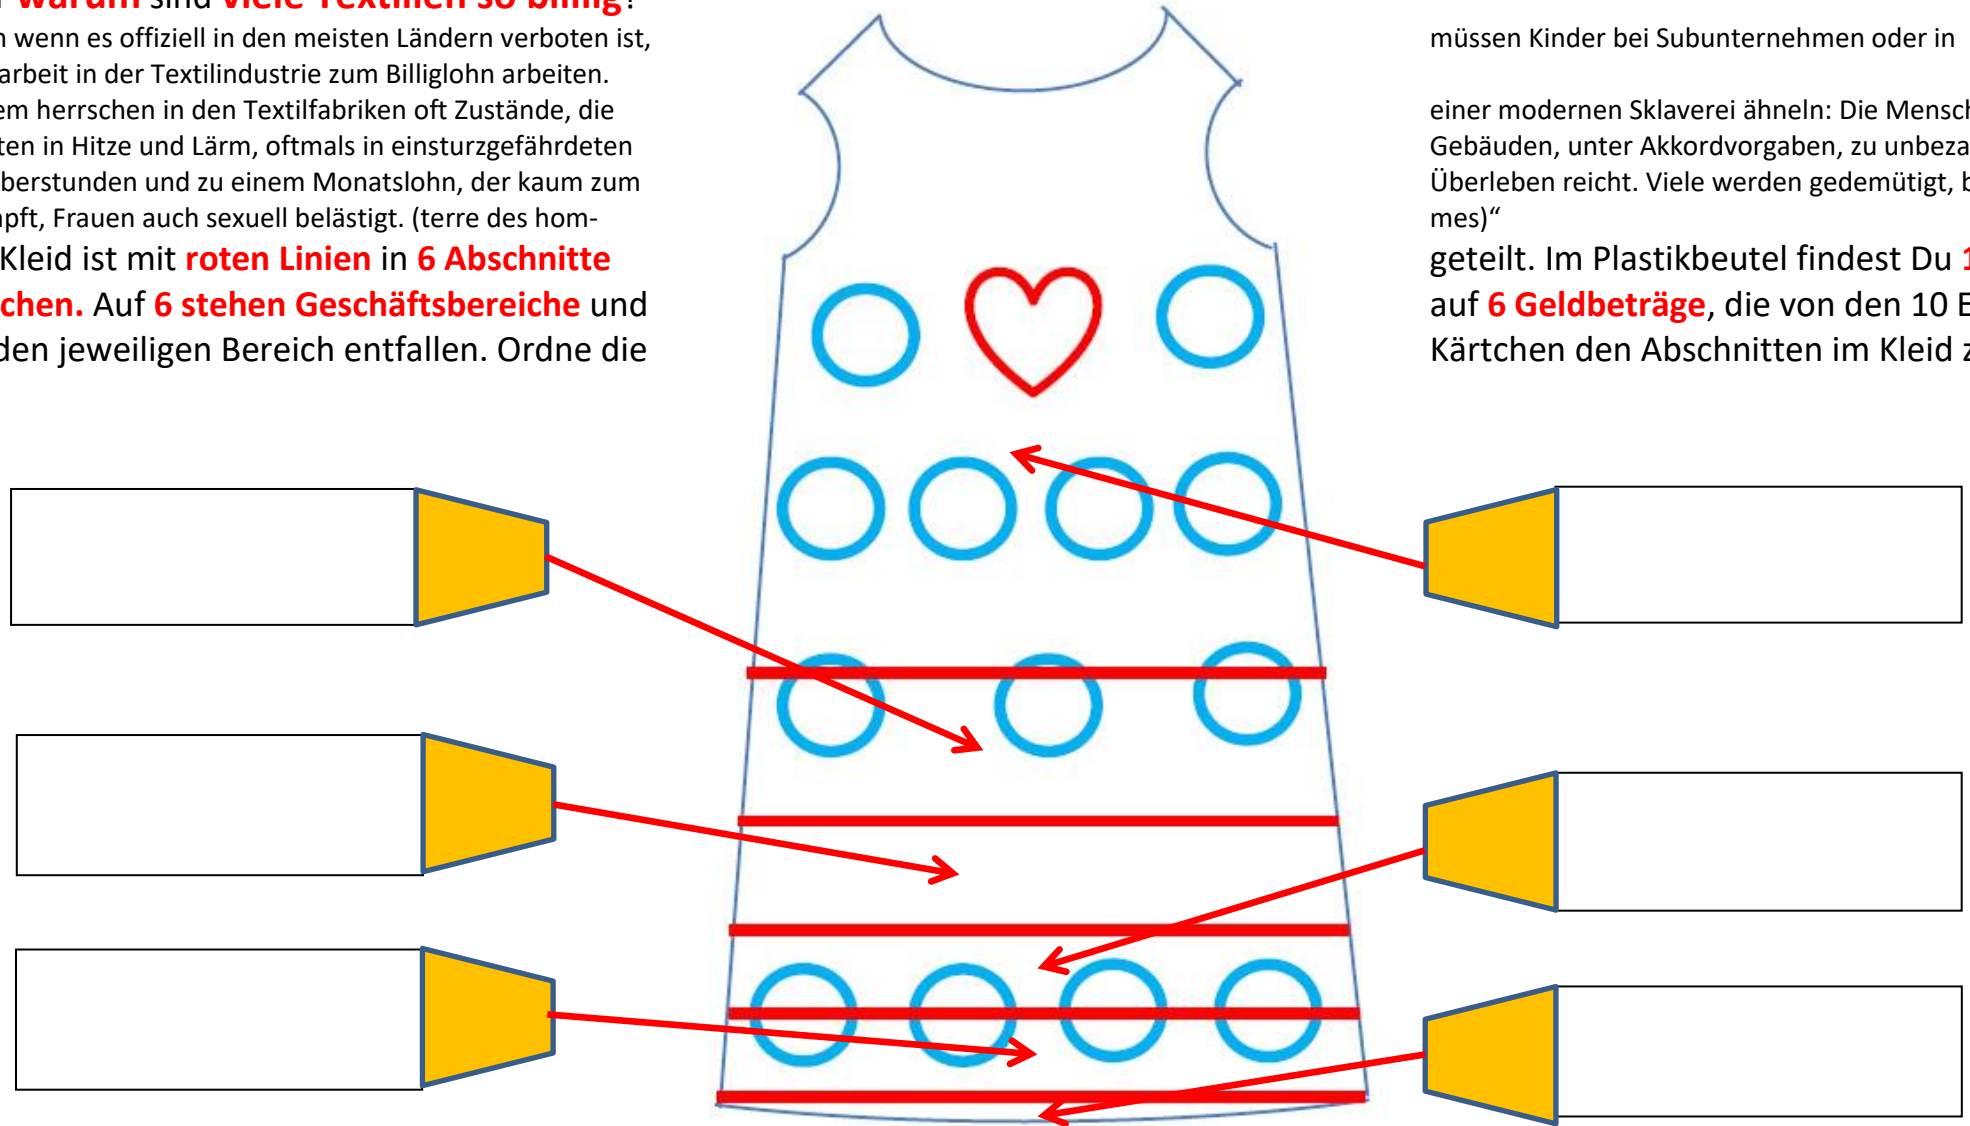 warum sind viele Textilien so billig?
n wenn es offiziell in den meisten Ländern verboten ist, müssen Kinder bei Subunternehmen oder in
arbeit in der Textilindustrie zum Billiglohn arbeiten.
em herrschen in den Textilfabriken oft Zustände, die einer modernen Sklaverei ähneln: Die Mensch
ten in Hitze und Lärm, oftmals in einsturzgefährdeten Gebäuden, unter Akkordvorgaben, zu unbeza
berstunden und zu einem Monatslohn, der kaum zum Überleben reicht. Viele werden gedemütigt, b
pft, Frauen auch sexuell belästigt. (terre des hom- mes)“
Kleid ist mit roten Linien in 6 Abschnitte geteilt. Im Plastikbeutel findest Du 1
chen. Auf 6 stehen Geschäftsbereiche und auf 6 Geldbeträge, die von den 10 E
den jeweiligen Bereich entfallen. Ordne die Kärtchen den Abschnitten im Kleid z